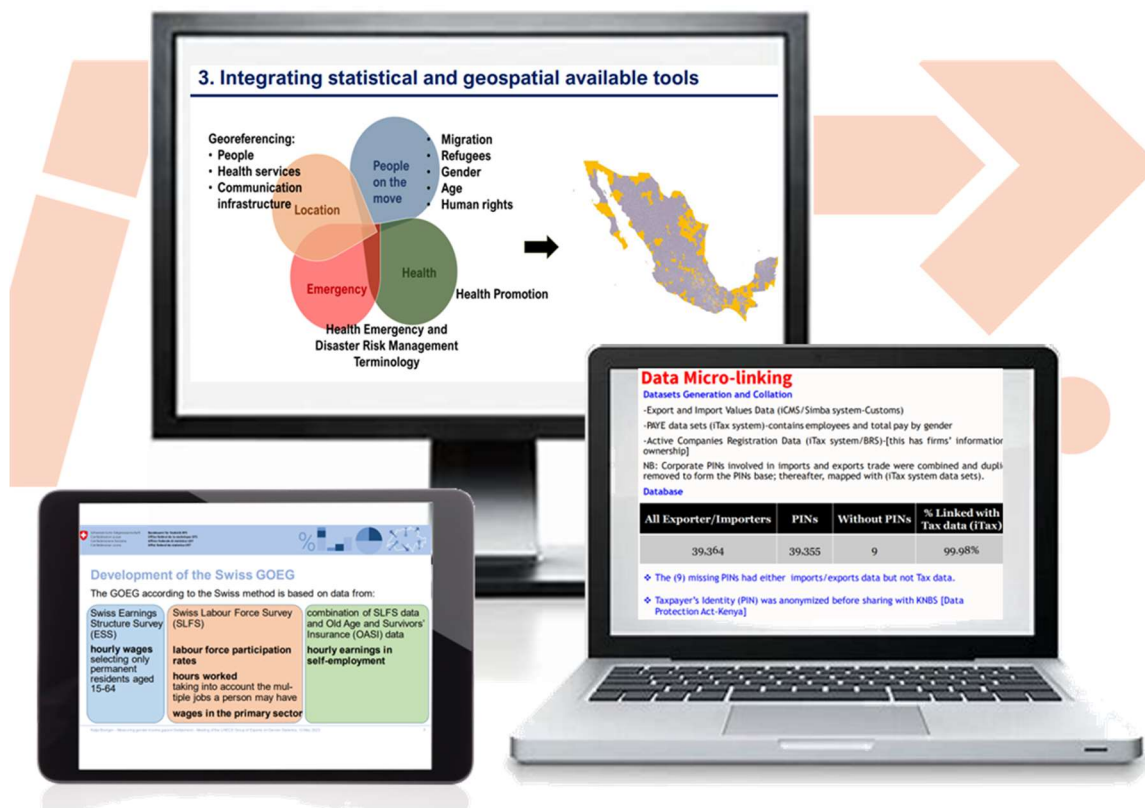 3. Integrating statistical and geospatial available tools
Georeferencing:
• People
• Health services
• Communication
infrastructure
Location
People
on the
move
• Migration
• Refugees
• Gender
• Age
• Human rights
Emergency
Health
Health Promotion
Health Emergency and
Disaster Risk Management
Terminology
Data Micro-linking
Datasets Generation and Collation
-Export and Import Values Data (iCMS/Simba system-Customs)
-PAYE data sets (iTax system)-contains employees and total pay by gender
-Active Companies Registration Data (iTax system/BRS)-[this has firms' information
ownership]
NB: Corporate PINs involved in imports and exports trade were combined and dupli
removed to form the PINs base; thereafter, mapped with (iTax system data sets).
Database
All Exporter/Importers PINs Without PINs % Linked with
Tax data (iTax)
39,364 39,355 9 99.98%
❖ The (9) missing PINs had either imports/exports data but not Tax data.
❖ Taxpayer's Identity (PIN) was anonymized before sharing with KNBS [Data
Protection Act-Kenya]
%
Development of the Swiss GOEG
The GOEG according to the Swiss method is based on data from:
Swiss Earnings
Structure Survey
(ESS)
hourly wages
selecting only
permanent
residents aged
15-64
Swiss Labour Force Survey
(SLFS)
labour force participation
rates
hours worked
taking into account the mul-
tiple jobs a person may have
wages in the primary sector
combination of SLFS data
and Old Age and Survivors'
Insurance (OASI) data
hourly earnings in
self-employment